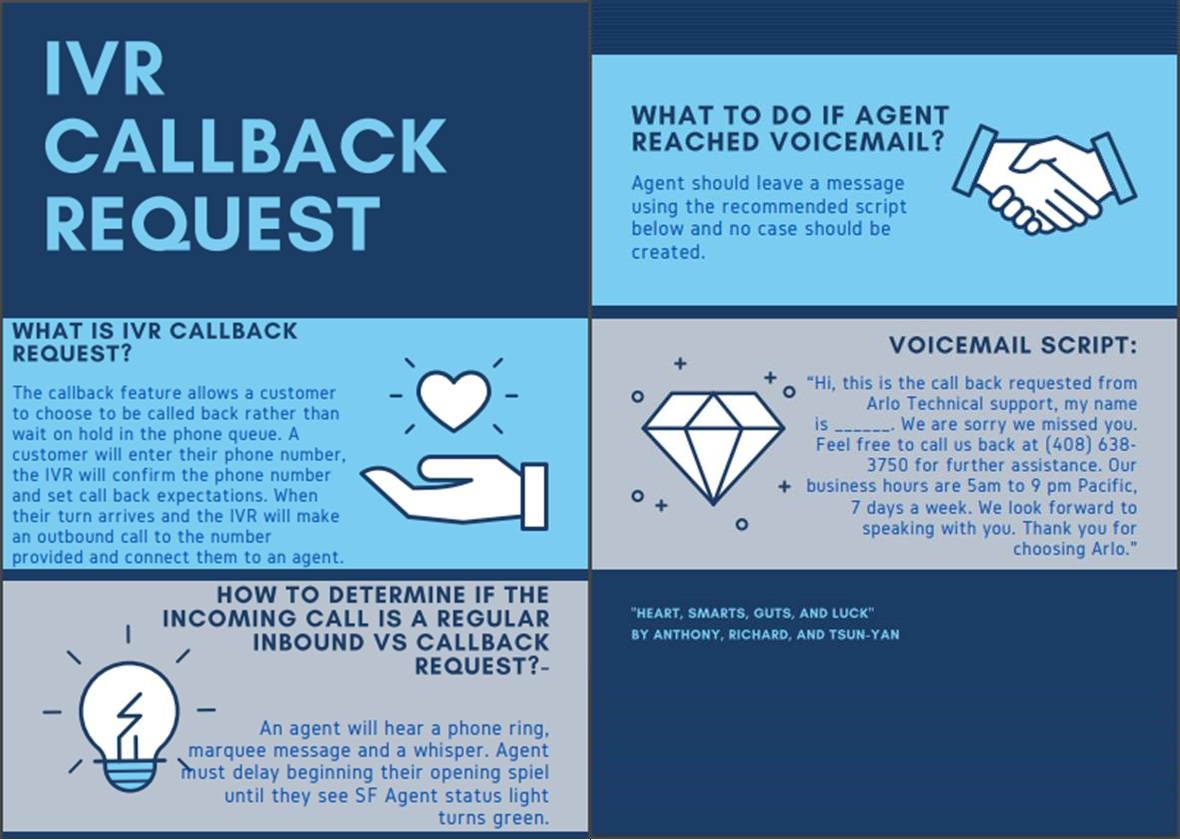 IVR
CALLBACK
REQUEST
WHAT IS IVR CALLBACK
REQUEST?
The callback feature allows a customer
to choose to be called back rather than
wait on hold in the phone queue. A
customer will enter their phone number,
the IVR will confirm the phone number
and set call back expectations. When
their turn arrives and the IVR will make
an outbound call to the number
provided and connect them to an agent.
HOW TO DETERMINE IF THE
INCOMING CALL IS A REGULAR
INBOUND VS CALLBACK
REQUEST?-
An agent will hear a phone ring,
marquee message and a whisper. Agent
must delay beginning their opening spiel
until they see SF Agent status light
turns green.
WHAT TO DO IF AGENT
REACHED VOICEMAIL?
Agent should leave a message
using the recommended script
below and no case should be
created.
VOICEMAIL SCRIPT:
“Hi, this is the call back requested from
Arlo Technical support, my name
is ______. We are sorry we missed you.
Feel free to call us back at (408) 638-
3750 for further assistance. Our
business hours are 5am to 9 pm Pacific,
7 days a week. We look forward to
speaking with you. Thank you for
choosing Arlo.”
"HEART, SMARTS, GUTS, AND LUCK"
BY ANTHONY, RICHARD, AND TSUN-YAN